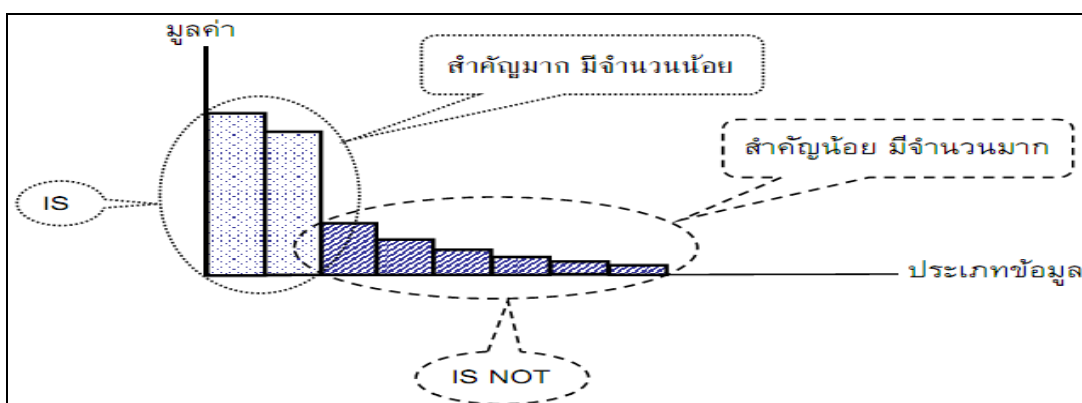 มูลค่า
สำคัญมาก มีจำนวนน้อย
สำคัญน้อย มีจำนวนมาก
IS
ประเภทข้อมูล
IS NOT